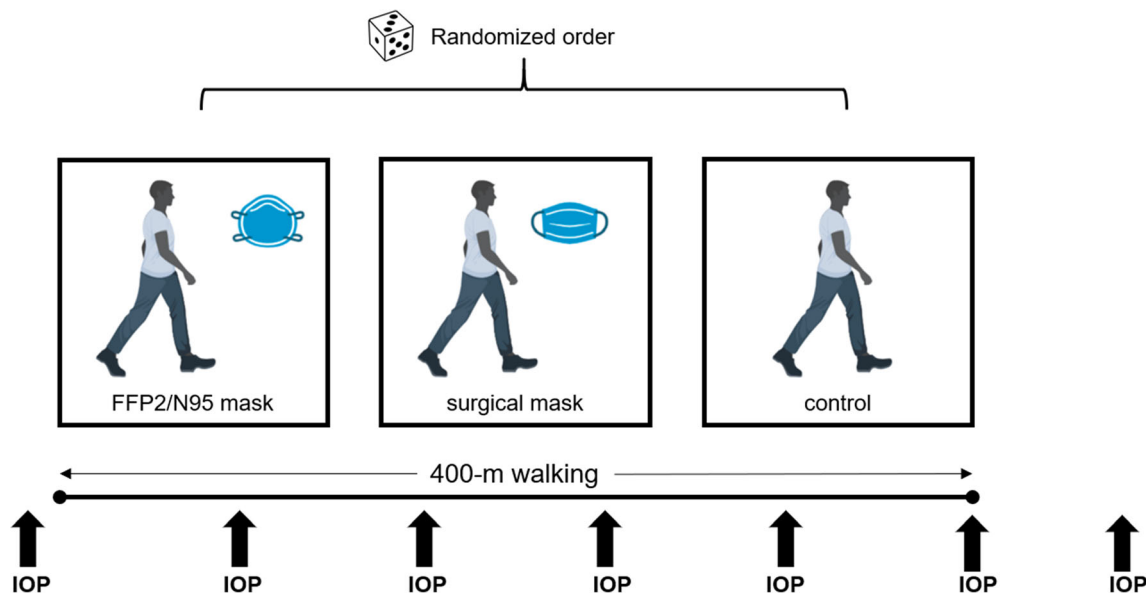 Randomized order
FFP2/N95 mask
surgical mask
control
400-m walking
IOP
IOP
IOP
IOP
IOP
IOP
IOP